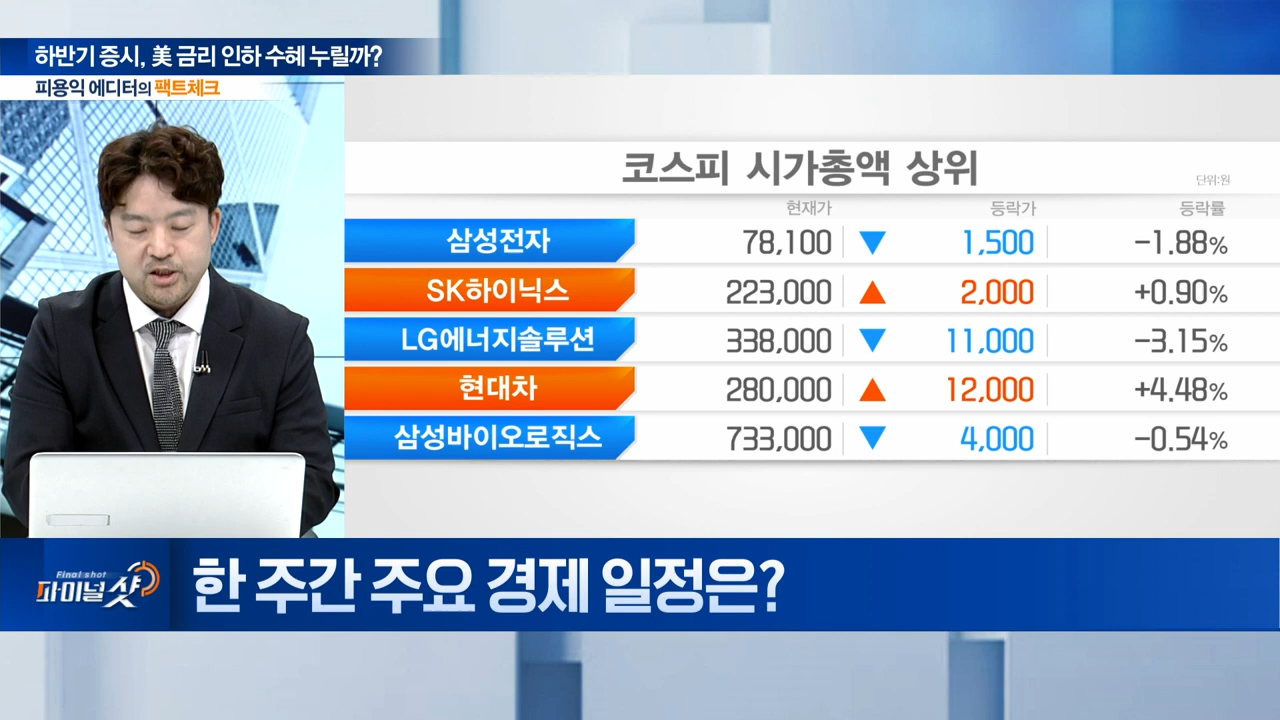 하반기 증시, 美 금리 인하 수혜 누릴까?
피용익 에디터의 팩트체크
코스피 시가총액 상위
단위:원
현재가 등락가 등락률
삼성전자 78,100 ▼ 1,500 -1.88%
SK하이닉스 223,000 ▲ 2,000 +0.90%
LG에너지솔루션 338,000 ▼ 11,000 -3.15%
현대차 280,000 ▲ 12,000 +4.48%
삼성바이오로직스 733,000 ▼ 4,000 -0.54%
Final shot
파이널샷
한 주간 주요 경제 일정은?